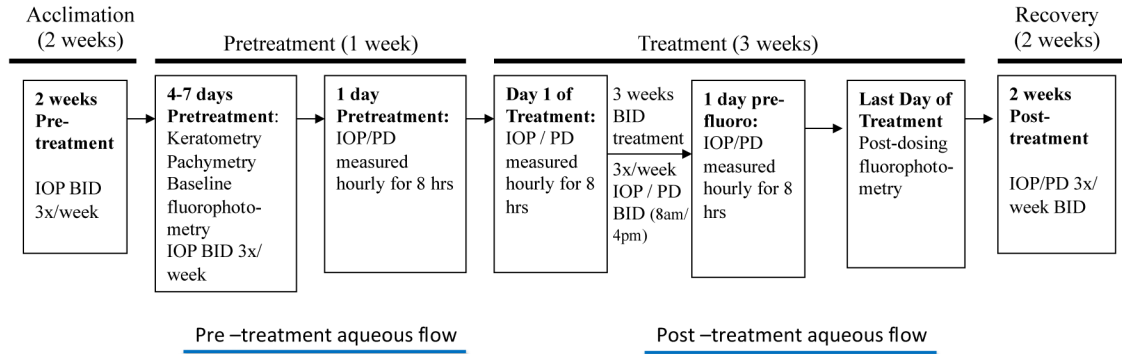 Acclimation
(2 weeks)
Pretreatment (1 week)
Treatment (3 weeks)
Recovery
(2 weeks)
2 weeks
Pre-
treatment
IOP BID
3x/week
4-7 days
Pretreatment:
Keratometry
Pachymetry
Baseline
fluorophoto-
metry
IOP BID 3x/
week
1 day
Pretreatment:
IOP/PD
measured
hourly for 8 hrs
Day 1 of
Treatment:
IOP / PD
measured
hourly for 8
hrs
3 weeks
BID
treatment
3x/week
IOP / PD
BID (8am/
4pm)
1 day pre-
fluoro:
IOP/PD
measured
hourly for 8
hrs
Last Day of
Treatment
Post-dosing
fluorophoto-
metry
2 weeks
Post-
treatment
IOP/PD 3x/
week BID
Pre –treatment aqueous flow
Post –treatment aqueous flow